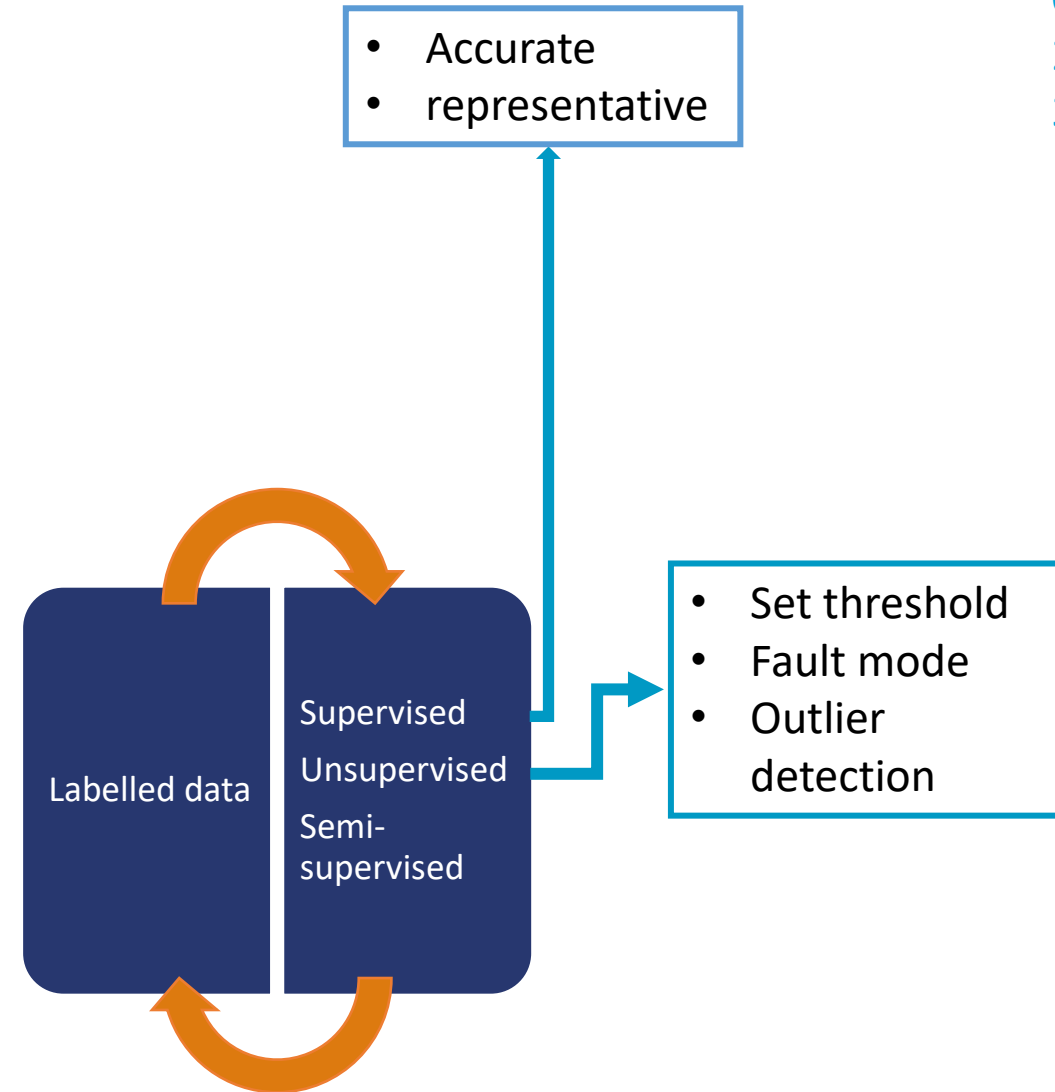 • Accurate
• representative
Labelled data
Supervised
Unsupervised
Semi-
supervised
• Set threshold
• Fault mode
• Outlier
detection